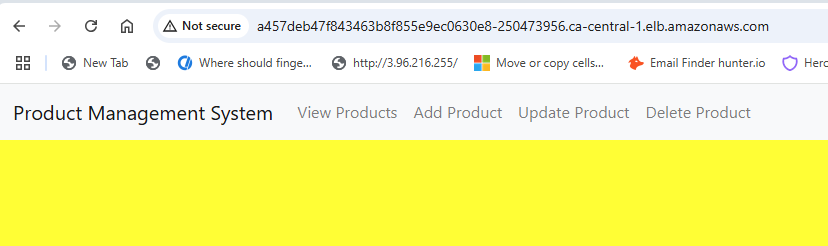 Not secure a457deb47f843463b8f855e9ec0630e8-250473956.ca-central-1.elb.amazonaws.com
New Tab Where should finge... http://3.96.216.255/ Move or copy cells... Email Finder hunter.io Herc
Product Management System View Products Add Product Update Product Delete Product